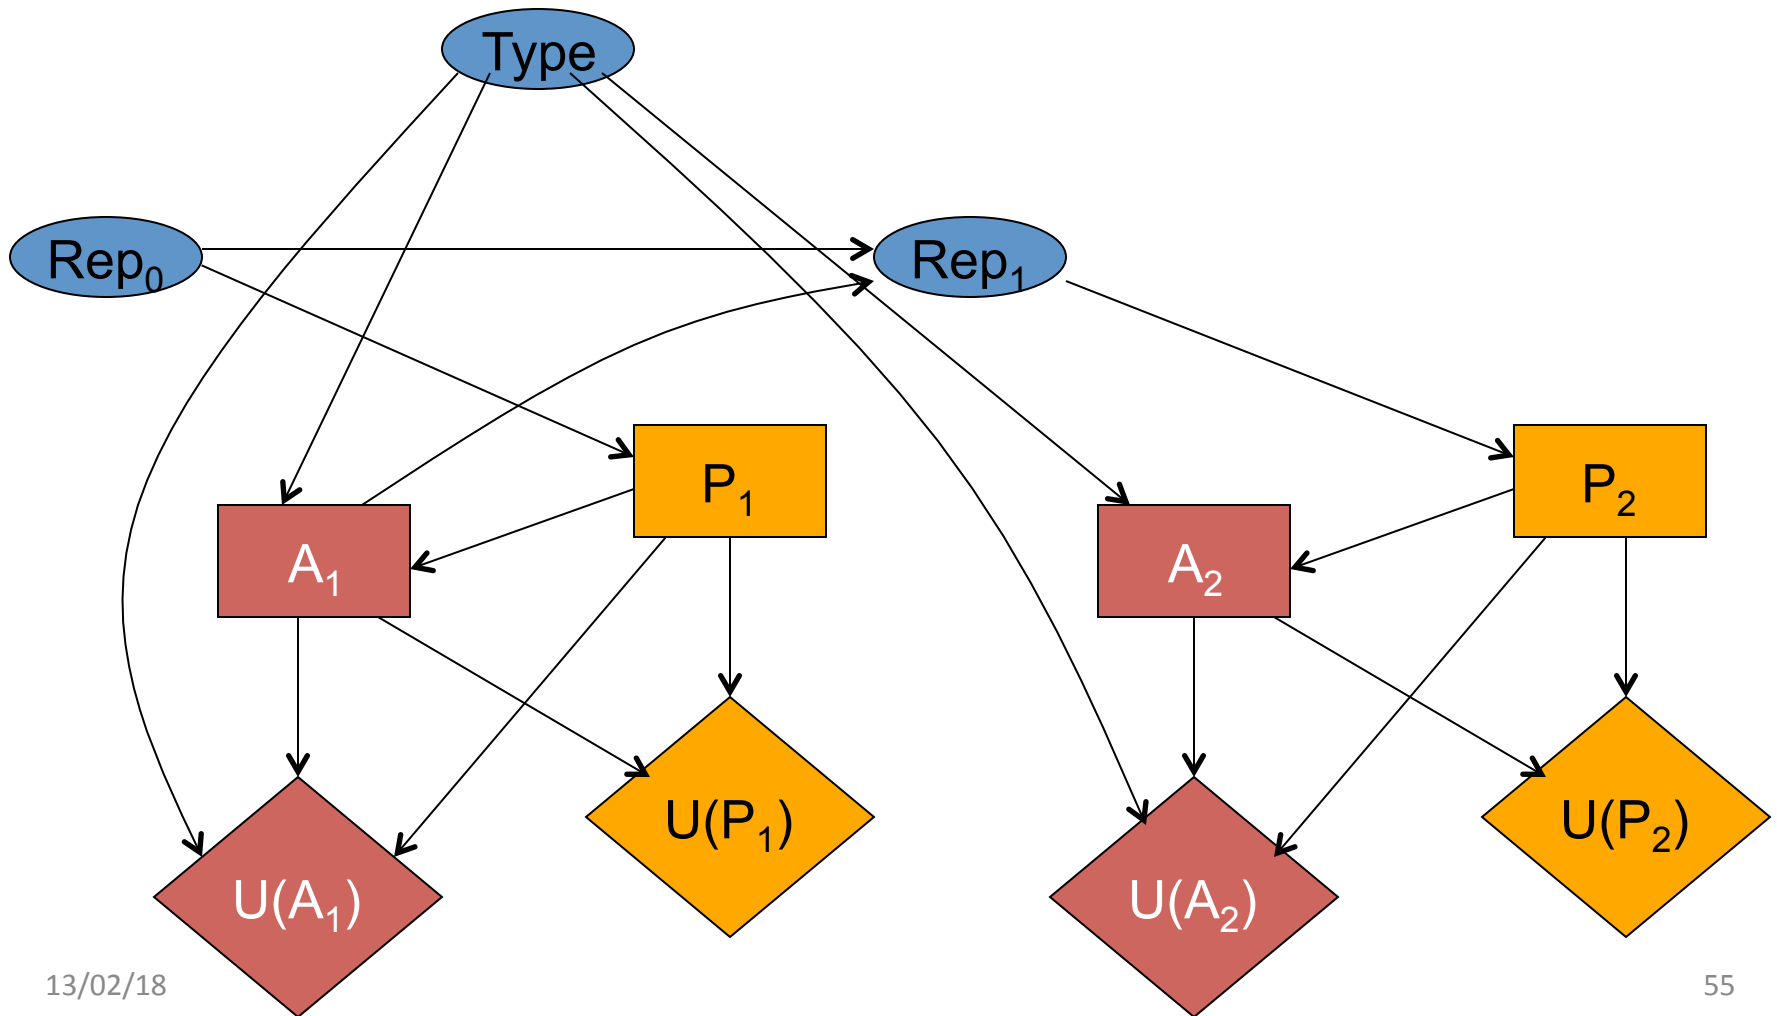 Type
Rep₀
Rep₁
P₁
P₂
A₁
A₂
U(P₁)
U(P₂)
U(A₁)
U(A₂)
13/02/18
55